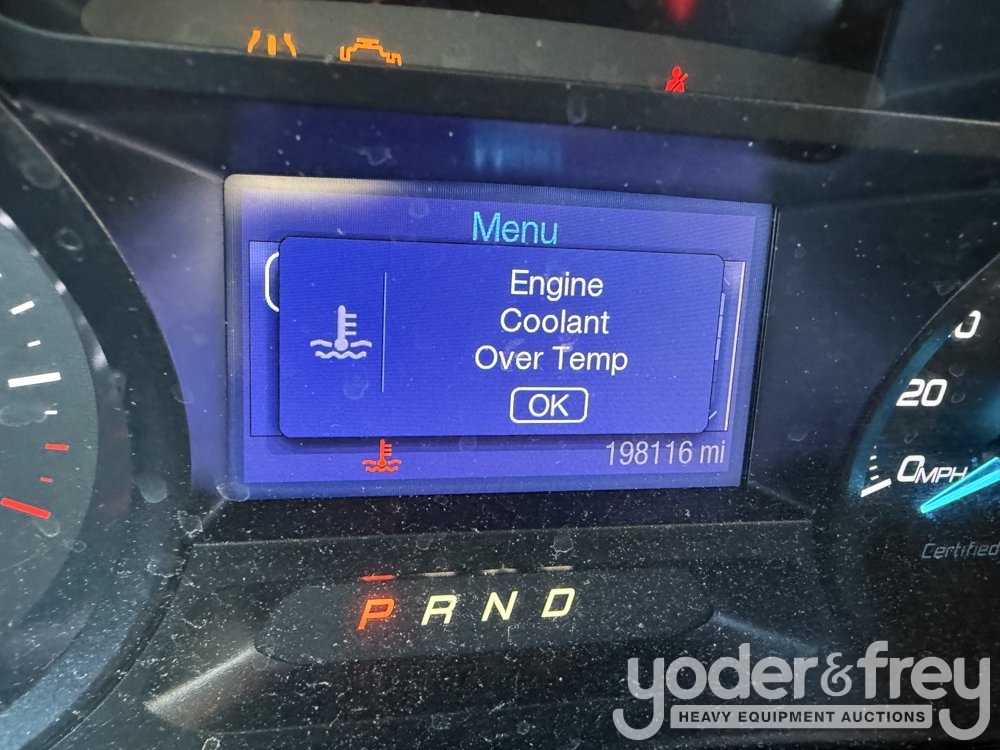 Menu
Engine
Coolant
Over Temp
OK
198116 mi
20
0MPH
Certified
P R N D
yoder&frey
HEAVY EQUIPMENT AUCTIONS